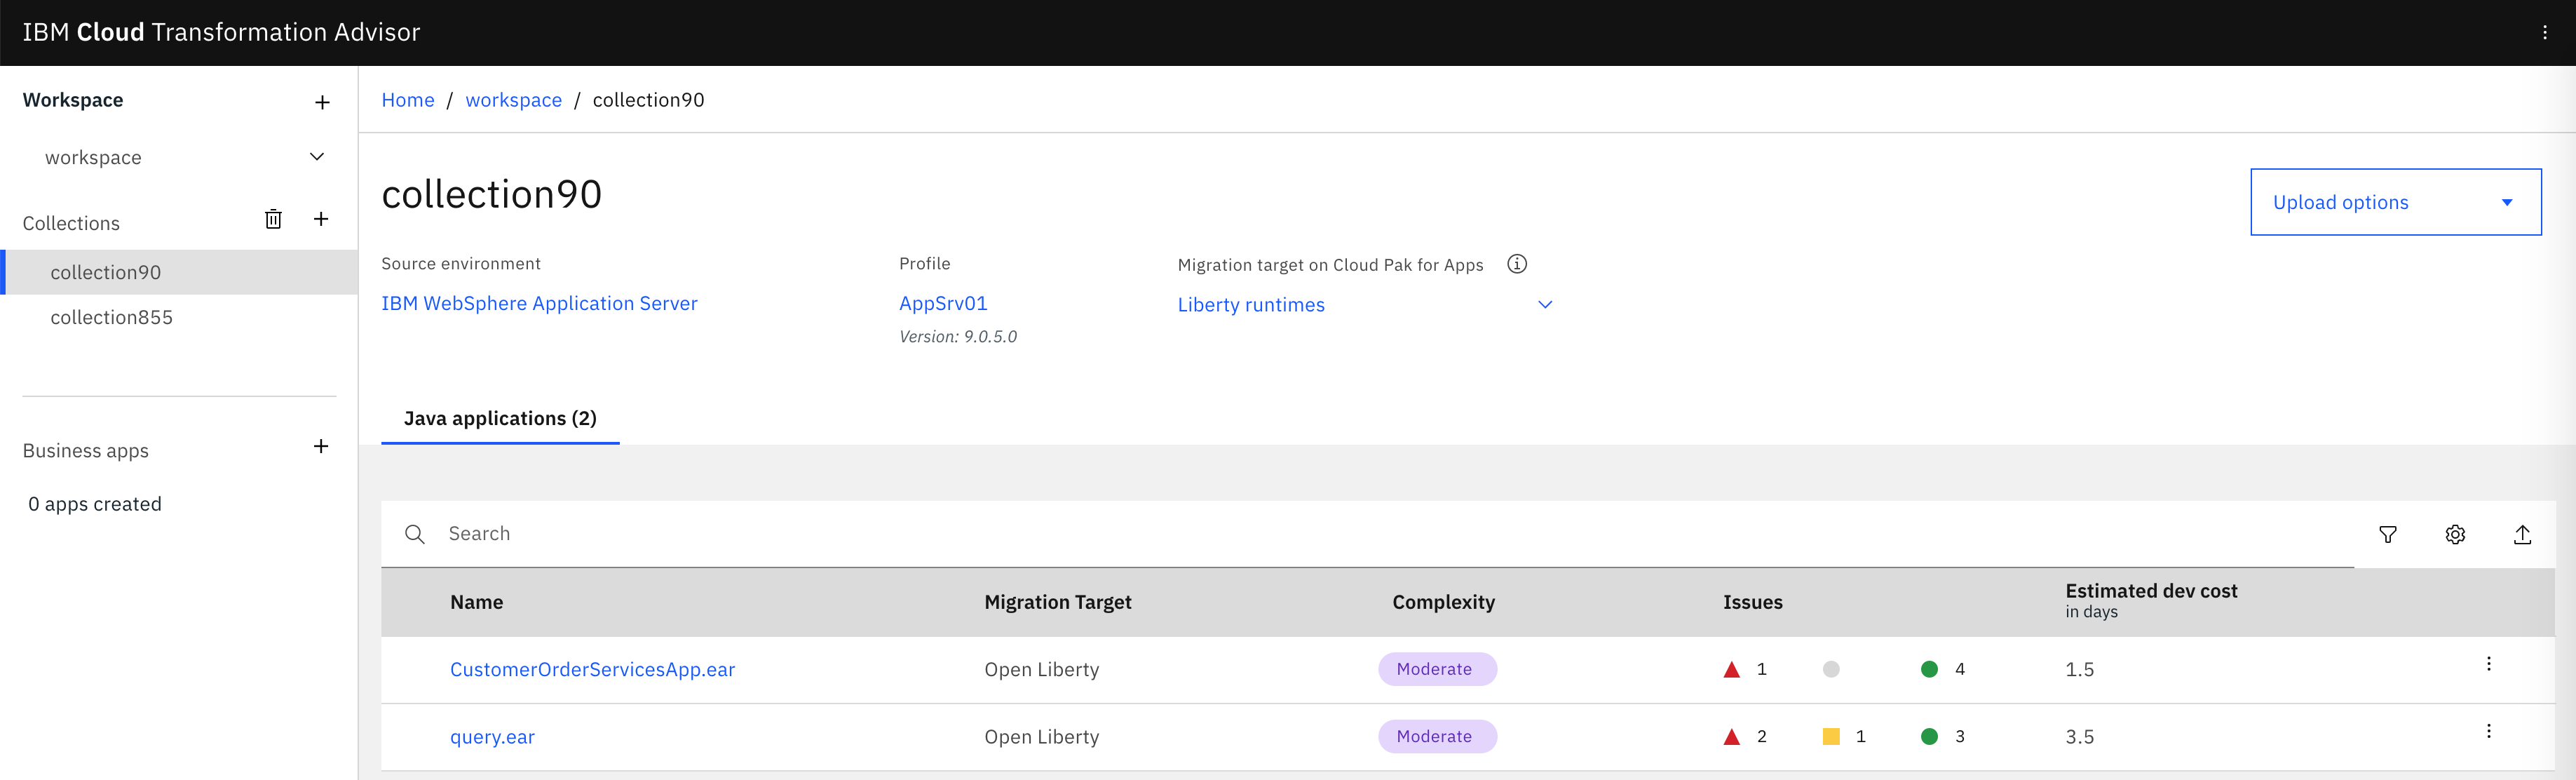 IBM Cloud Transformation Advisor
Workspace
workspace
Collections
collection90
collection855
Business apps
0 apps created
Home / workspace / collection90
collection90
Upload options
Source environment
IBM WebSphere Application Server
Profile
AppSrv01
Version: 9.0.5.0
Migration target on Cloud Pak for Apps
Liberty runtimes
Java applications (2)
Search
Name Migration Target Complexity Issues Estimated dev cost
in days
CustomerOrderServicesApp.ear Open Liberty Moderate 1 4 1.5
query.ear Open Liberty Moderate 2 1 3 3.5